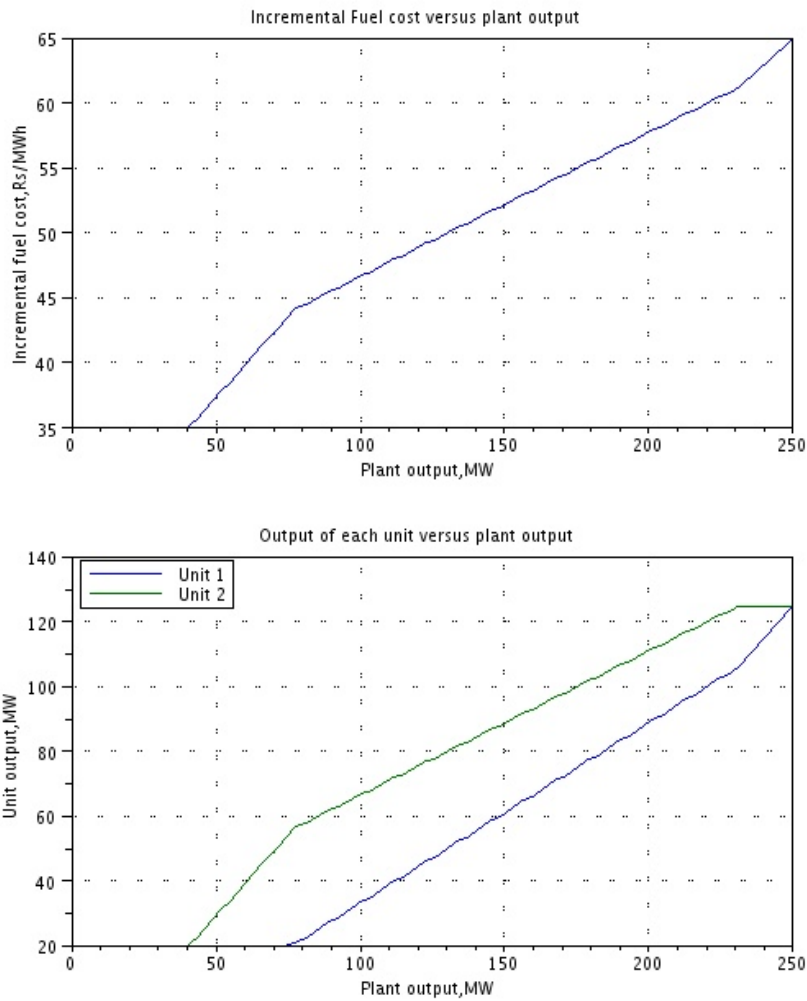 Incremental Fuel cost versus plant output
65
60
55
50
45
40
35
Incremental fuel cost,Rs/MWh
0 50 100 150 200 250
Plant output,MW
Output of each unit versus plant output
140
120
100
80
60
40
20
Unit output,MW
Unit 1
Unit 2
0 50 100 150 200 250
Plant output,MW